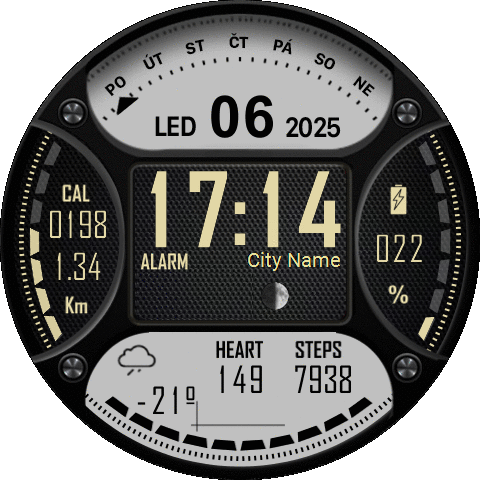 PO ÚT ST ČT PÁ SO NE
LED 06 2025
17:14
ALARM City Name
CAL
0198
1.34
Km
022
%
HEART STEPS
149 7938
-21º